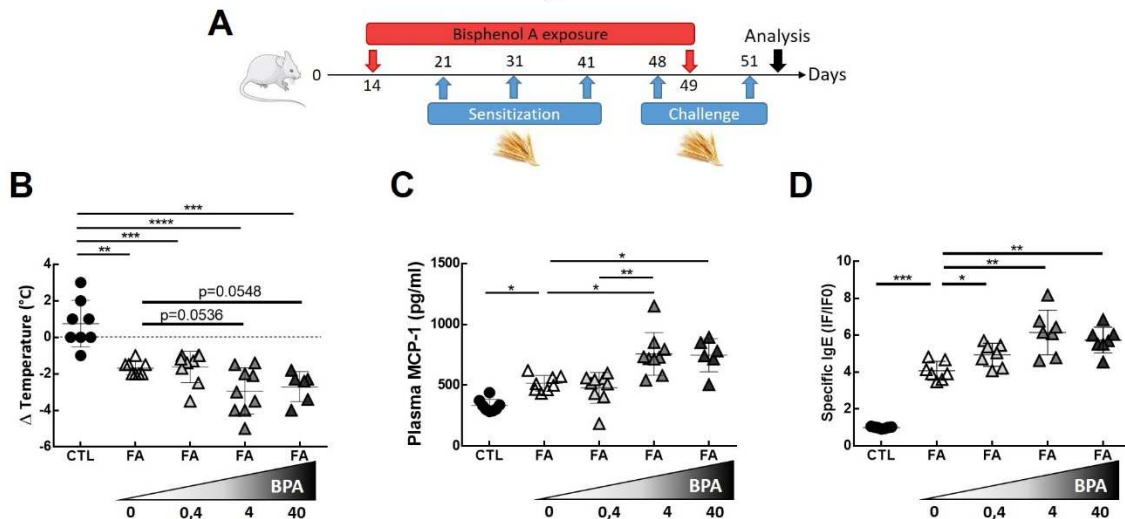 A
Bisphenol A exposure
Analysis
0 21 31 41 48 51
14 49 Days
Sensitization Challenge
B
***
****
***
**
p=0.0548
p=0.0536
Δ Temperature (°C)
4
2
0
-2
-4
-6
CTL FA FA FA FA
BPA
0 0,4 4 40
C
*
**
* *
Plasma MCP-1 (pg/ml)
1500
1000
500
0
CTL FA FA FA FA
BPA
0 0,4 4 40
D
**
**
*** *
Specific IgE (IF/IF0)
10
8
6
4
2
0
CTL FA FA FA FA
BPA
0 0,4 4 40